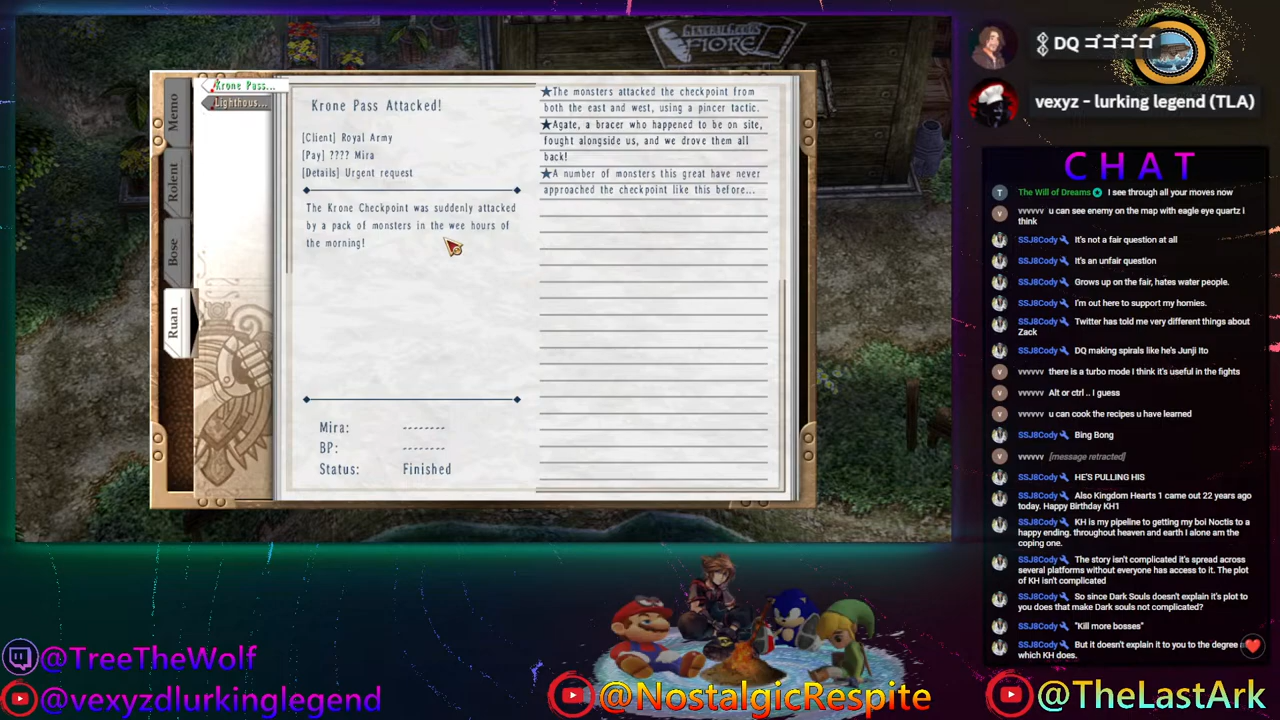 Memo
Rolent
Bose
Ruan
Krone Pass...
Lighthous...
Krone Pass Attacked!
[Client] Royal Army
[Pay] ???? Mira
[Details] Urgent request
The Krone Checkpoint was suddenly attacked
by a pack of monsters in the wee hours of
the morning!
Mira: --------
BP: --------
Status: Finished
★The monsters attacked the checkpoint from
both the east and west, using a pincer tactic.
★Agate, a bracer who happened to be on site,
fought alongside us, and we drove them all
back!
★A number of monsters this great have never
approached the checkpoint like this before...
FIORE
DQ ゴゴゴゴ
vexyz - lurking legend (TLA)
CHAT
The Will of Dreams I see through all your moves now
vvvvv u can see enemy on the map with eagle eye quartz i
think
SSJ8Cody It's not a fair question at all
SSJ8Cody It's an unfair question
SSJ8Cody Grows up on the fair, hates water people.
SSJ8Cody I'm out here to support my homies.
SSJ8Cody Twitter has told me very different things about
Zack
SSJ8Cody DQ making spirals like he's Junji Ito
vvvvv there is a turbo mode I think it's useful in the fights
vvvvv Alt or ctrl .. I guess
vvvvv u can cook the recipes u have learned
SSJ8Cody Bing Bong
vvvvv [message retracted]
SSJ8Cody HE'S PULLING HIS
SSJ8Cody Also Kingdom Hearts 1 came out 22 years ago
today. Happy Birthday KH1
SSJ8Cody KH is my pipeline to getting my boi Noctis to a
happy ending. throughout heaven and earth I alone am the
coping one.
SSJ8Cody The story isn't complicated it's spread across
several platforms without everyone has access to it. The plot
of KH isn't complicated
SSJ8Cody So since Dark Souls doesn't explain it's plot to
you does that make Dark souls not complicated?
SSJ8Cody "Kill more bosses"
SSJ8Cody But it doesn't explain it to you to the degree
which KH does.
@TreeTheWolf
@vexyzdlurkinglegend
@NostalgicRespite
@TheLastArk